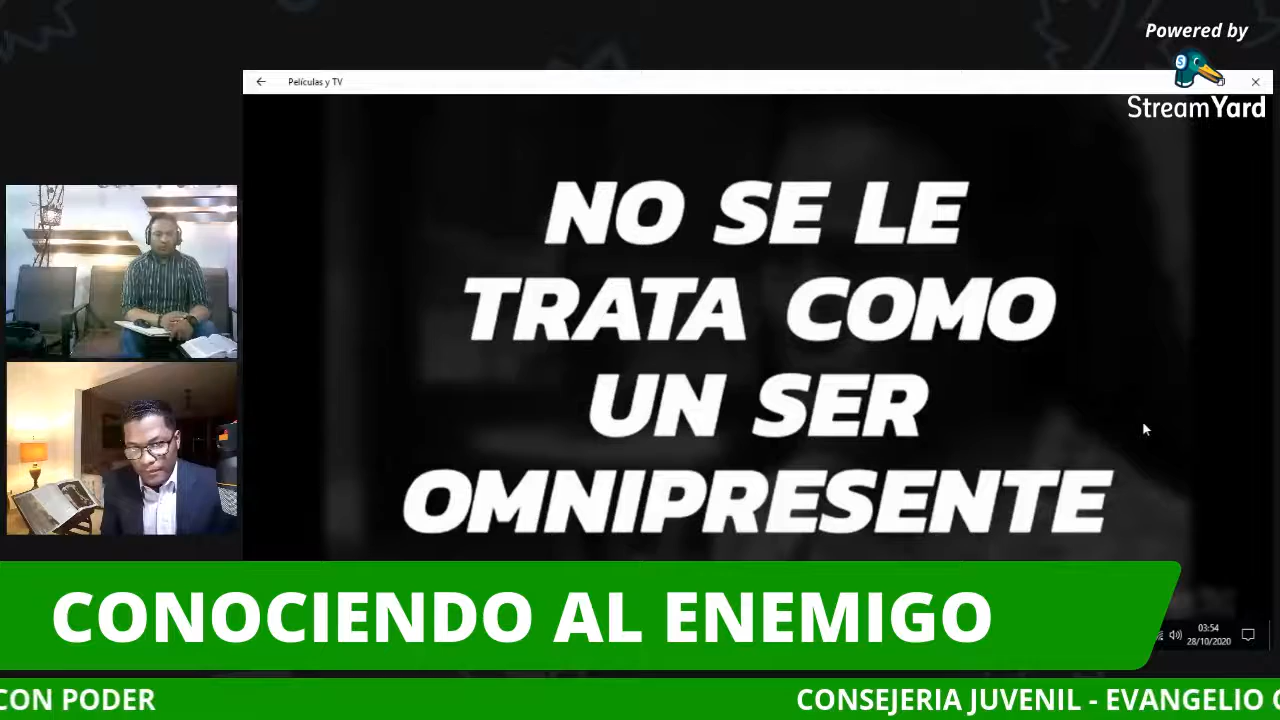 Powered by
StreamYard
Películas y TV
NO SE LE
TRATA COMO
UN SER
OMNIPRESENTE
CONOCIENDO AL ENEMIGO
03:54
28/10/2020
CON PODER
CONSEJERIA JUVENIL - EVANGELIO